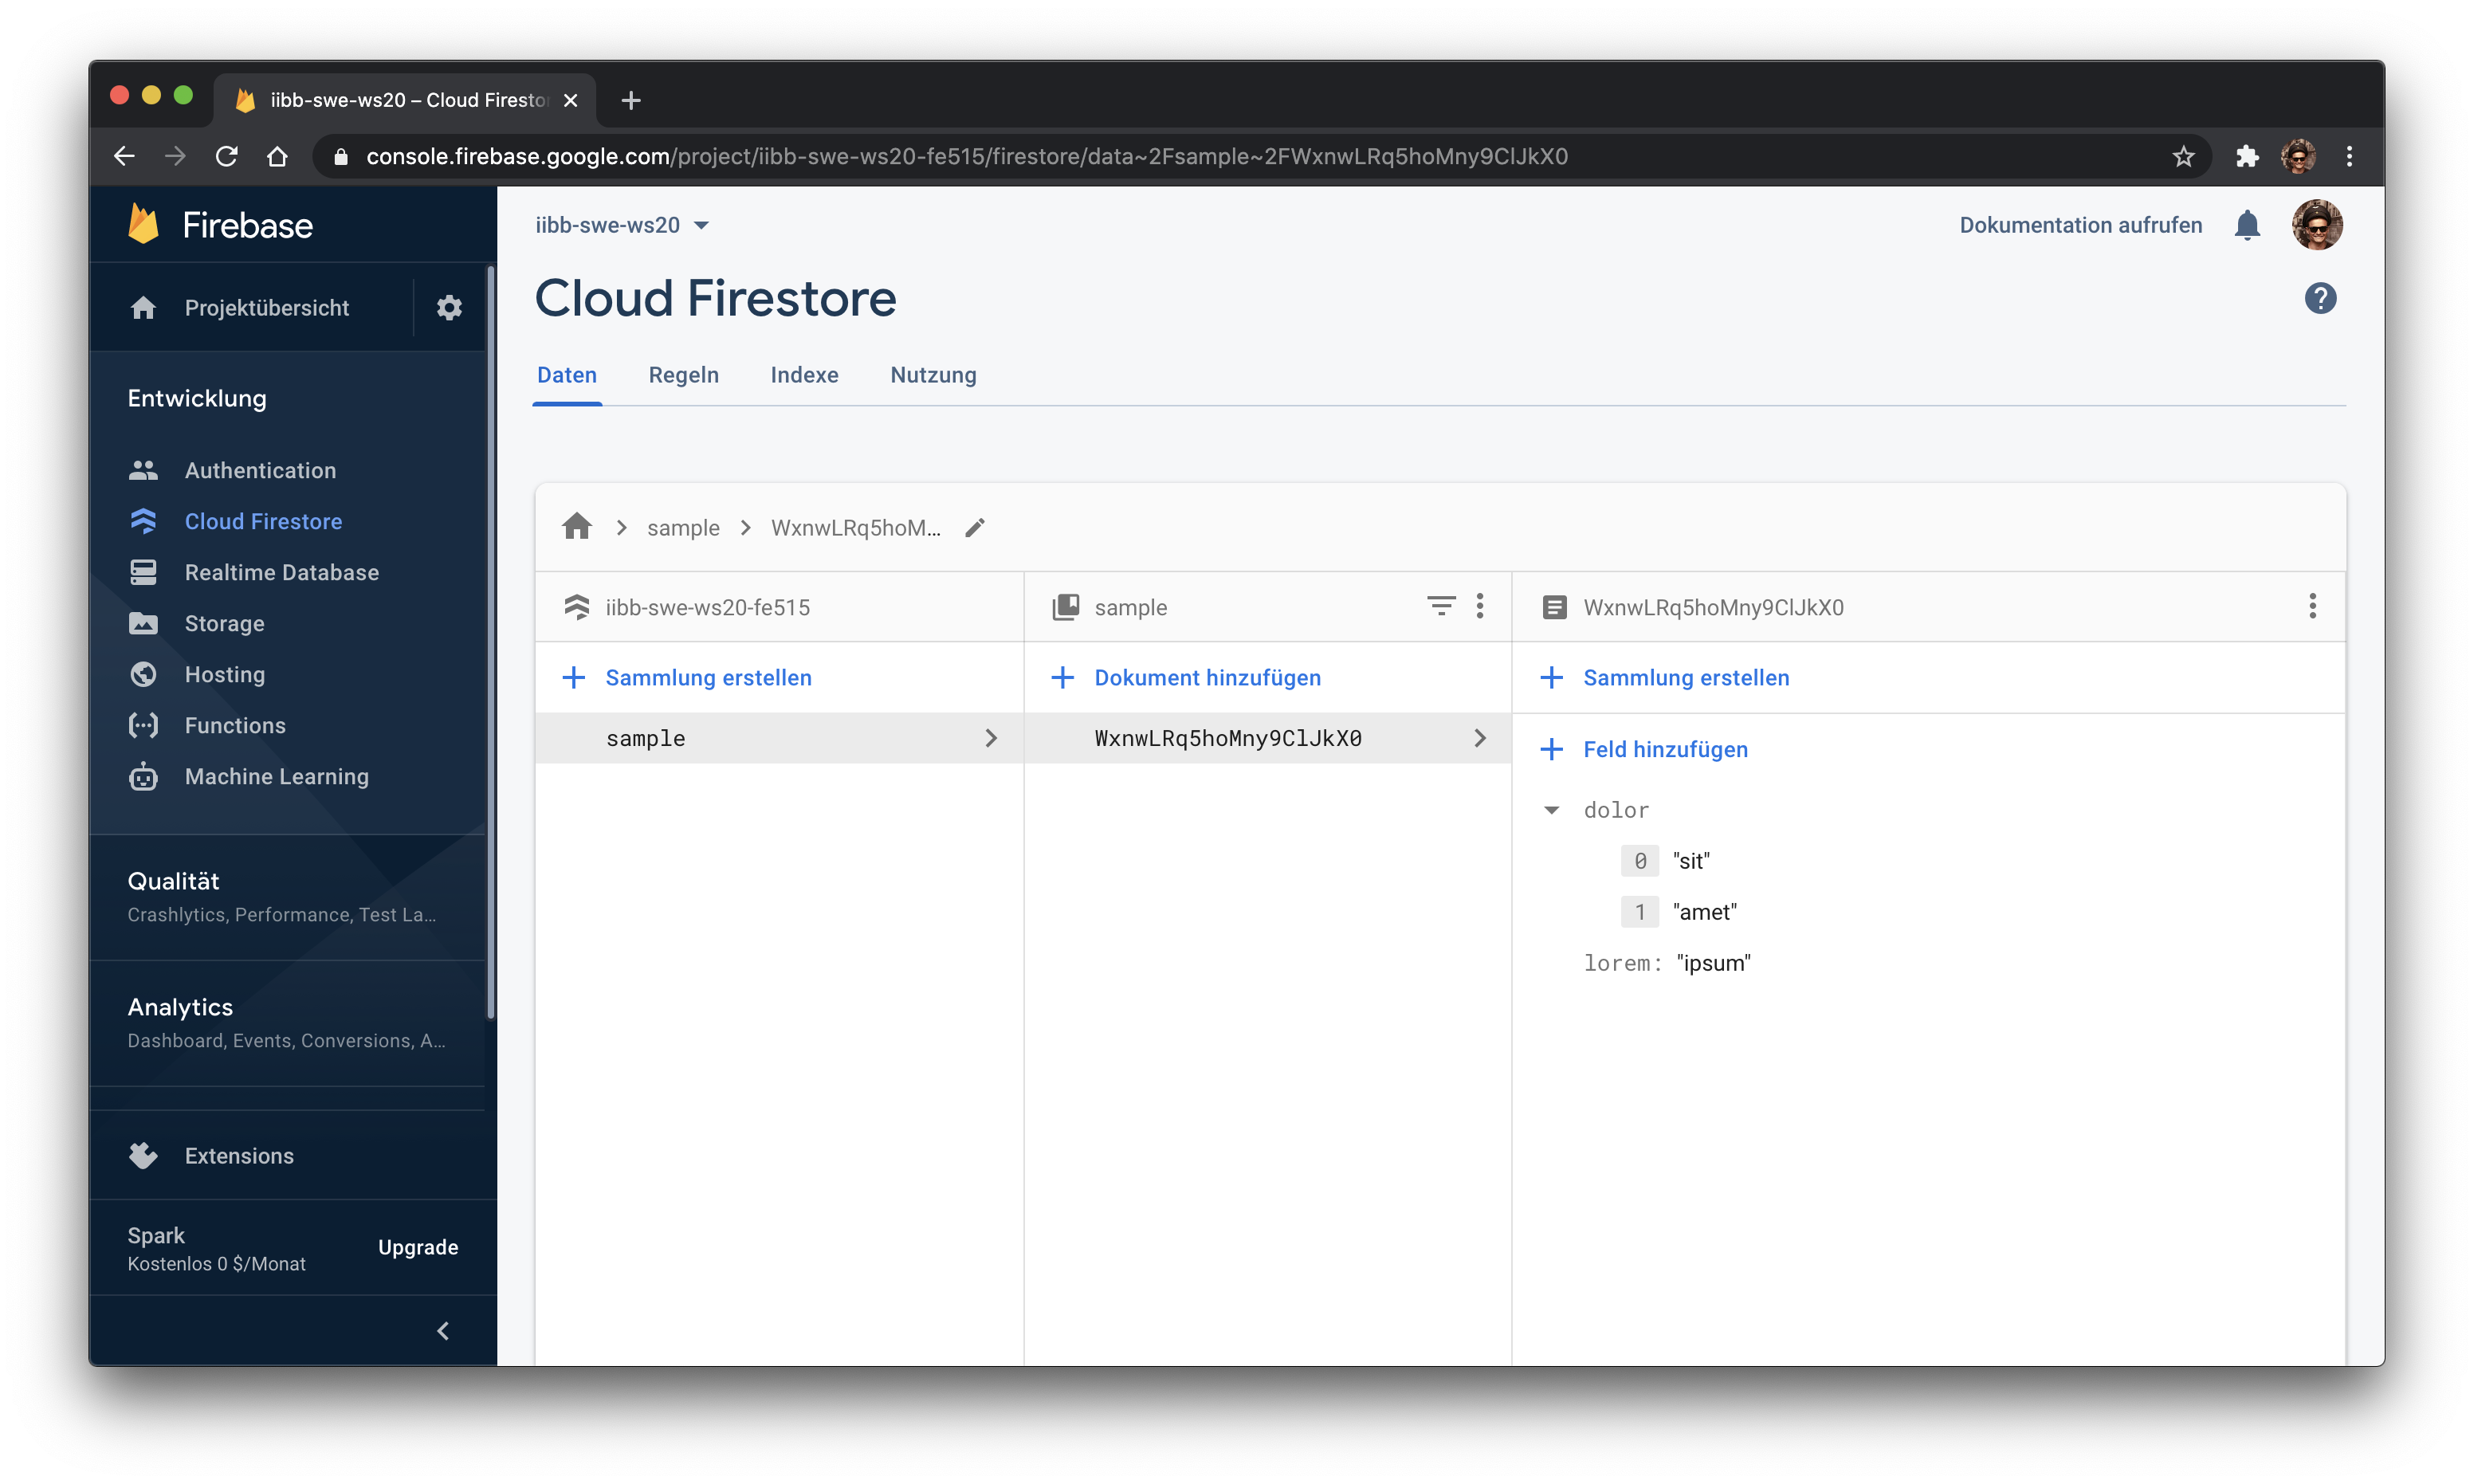 iibb-swe-ws20 – Cloud Firesto
console.firebase.google.com/project/iibb-swe-ws20-fe515/firestore/data~2Fsample~2FWxnwLRq5hoMny9ClJkX0
Firebase
Projektübersicht
Entwicklung
Authentication
Cloud Firestore
Realtime Database
Storage
Hosting
Functions
Machine Learning
Qualität
Crashlytics, Performance, Test La…
Analytics
Dashboard, Events, Conversions, A…
Extensions
Spark
Kostenlos 0 $/Monat
Upgrade
iibb-swe-ws20
Dokumentation aufrufen
Cloud Firestore
Daten Regeln Indexe Nutzung
sample WxnwLRq5hoM…
iibb-swe-ws20-fe515
Sammlung erstellen
sample
sample
Dokument hinzufügen
WxnwLRq5hoMny9ClJkX0
WxnwLRq5hoMny9ClJkX0
Sammlung erstellen
Feld hinzufügen
dolor
0 "sit"
1 "amet"
lorem: "ipsum"